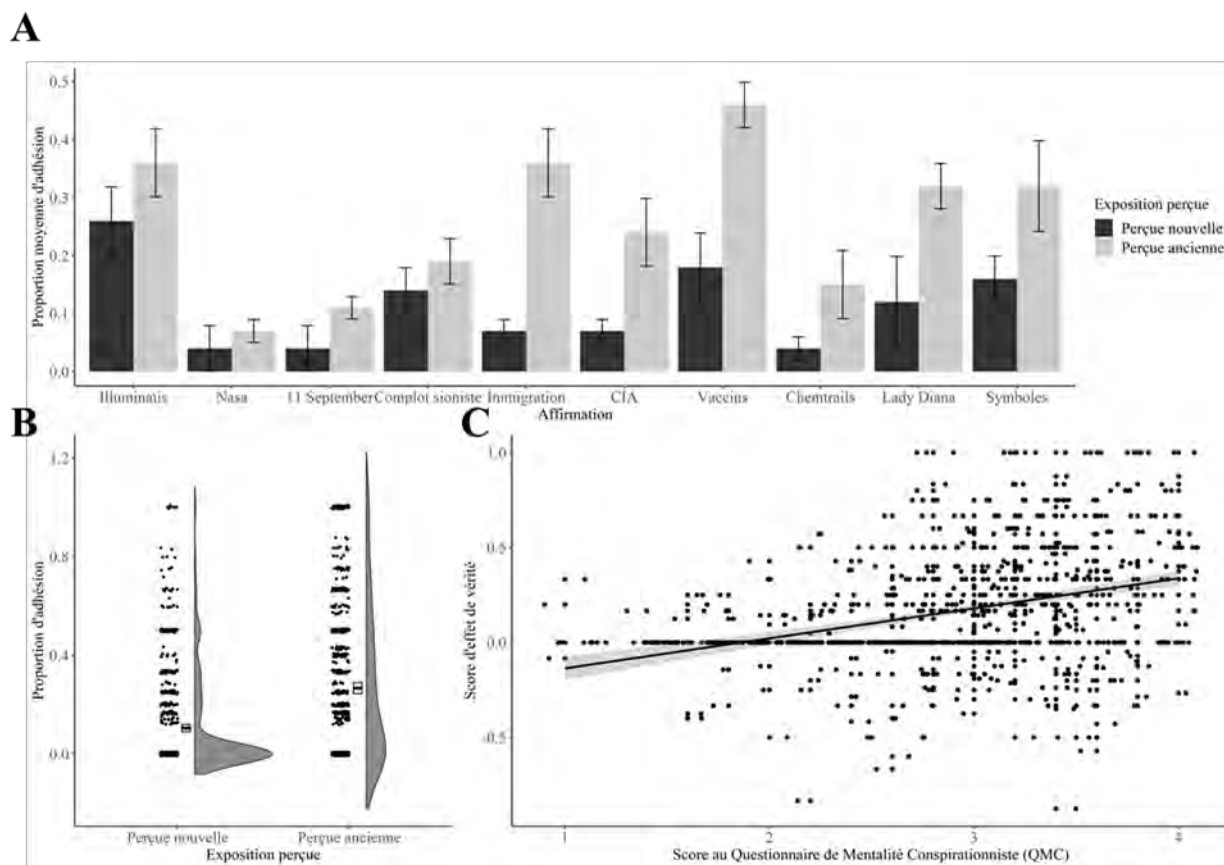 A
Proportion moyenne d'adhésion
0.5
0.4
0.3
0.2
0.1
0.0
Illuminatis Nasa 11 September Complot sioniste Immigration CIA Vaccins Chemtrails Lady Diana Symboles
Affirmation
Exposition perçue
Perçue nouvelle
Perçue ancienne
B
Proportion d'adhésion
1.2
0.8
0.4
0.0
Perçue nouvelle Perçue ancienne
Exposition perçue
C
Score d'effet de vérité
1.0
0.5
0.0
-0.5
1 2 3 4
Score au Questionnaire de Mentalité Conspirationniste (QMC)